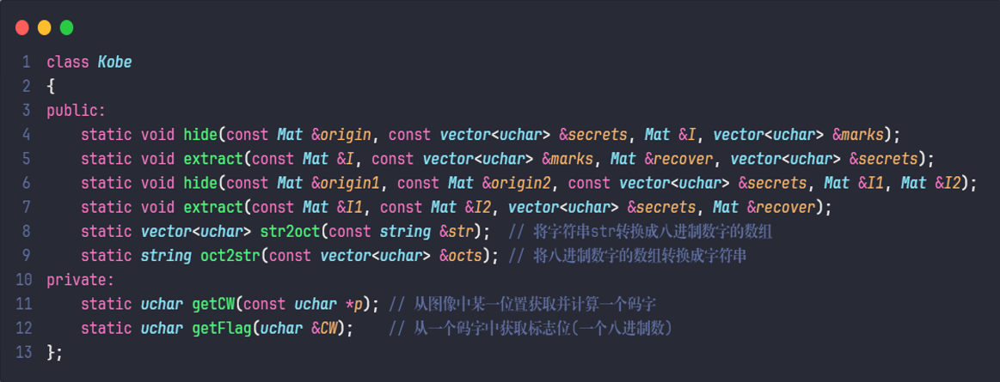 1 class Kobe
2 {
3 public:
4     static void hide(const Mat &origin, const vector<uchar> &secrets, Mat &I, vector<uchar> &marks);
5     static void extract(const Mat &I, const vector<uchar> &marks, Mat &recover, vector<uchar> &secrets);
6     static void hide(const Mat &origin1, const Mat &origin2, const vector<uchar> &secrets, Mat &I1, Mat &I2);
7     static void extract(const Mat &I1, const Mat &I2, vector<uchar> &secrets, Mat &recover);
8     static vector<uchar> str2oct(const string &str);  // 将字符串str转换成八进制数字的数组
9     static string oct2str(const vector<uchar> &octs); // 将八进制数字的数组转换成字符串
10 private:
11     static uchar getCW(const uchar *p); // 从图像中某一位置获取并计算一个码字
12     static uchar getFlag(uchar &CW);    // 从一个码字中获取标志位(一个八进制数)
13 };